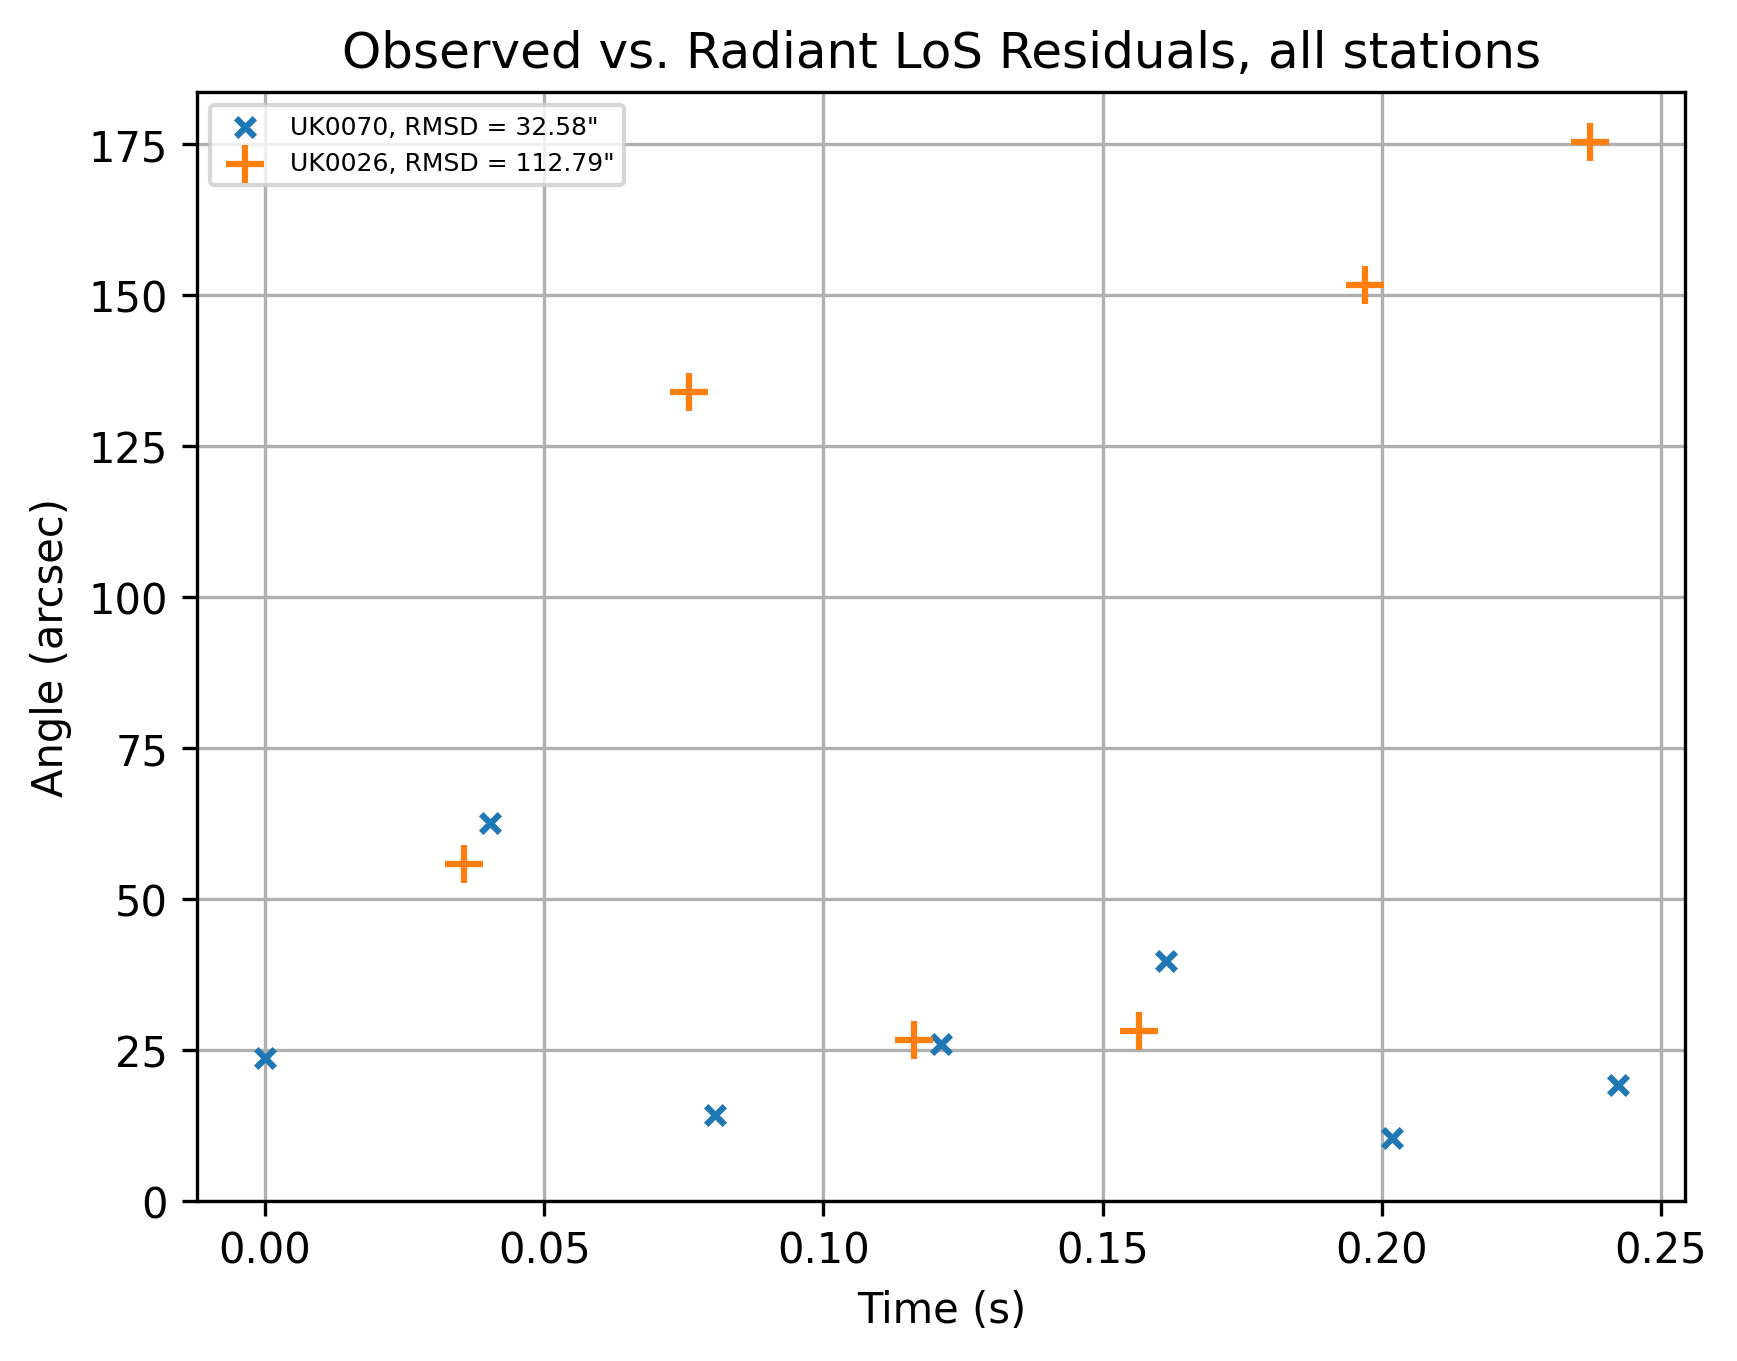 Observed vs. Radiant LoS Residuals, all stations
UK0070, RMSD = 32.58"
UK0026, RMSD = 112.79"
175
150
125
100
75
50
25
0
Angle (arcsec)
0.00 0.05 0.10 0.15 0.20 0.25
Time (s)